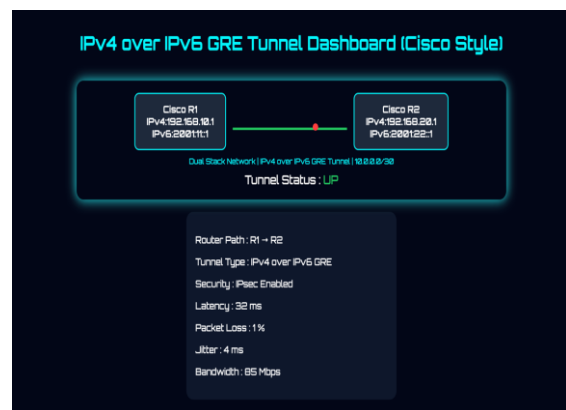 IPv4 over IPv6 GRE Tunnel Dashboard (Cisco Style)
Cisco R1
IPv4:192.168.10.1
IPv6:2001:11::1
Cisco R2
IPv4:192.168.20.1
IPv6:2001:22::1
Dual Stack Network | IPv4 over IPv6 GRE Tunnel | 10.0.0.0/30
Tunnel Status : UP
Router Path : R1 → R2
Tunnel Type : IPv4 over IPv6 GRE
Security : IPsec Enabled
Latency : 32 ms
Packet Loss : 1 %
Jitter : 4 ms
Bandwidth : 85 Mbps